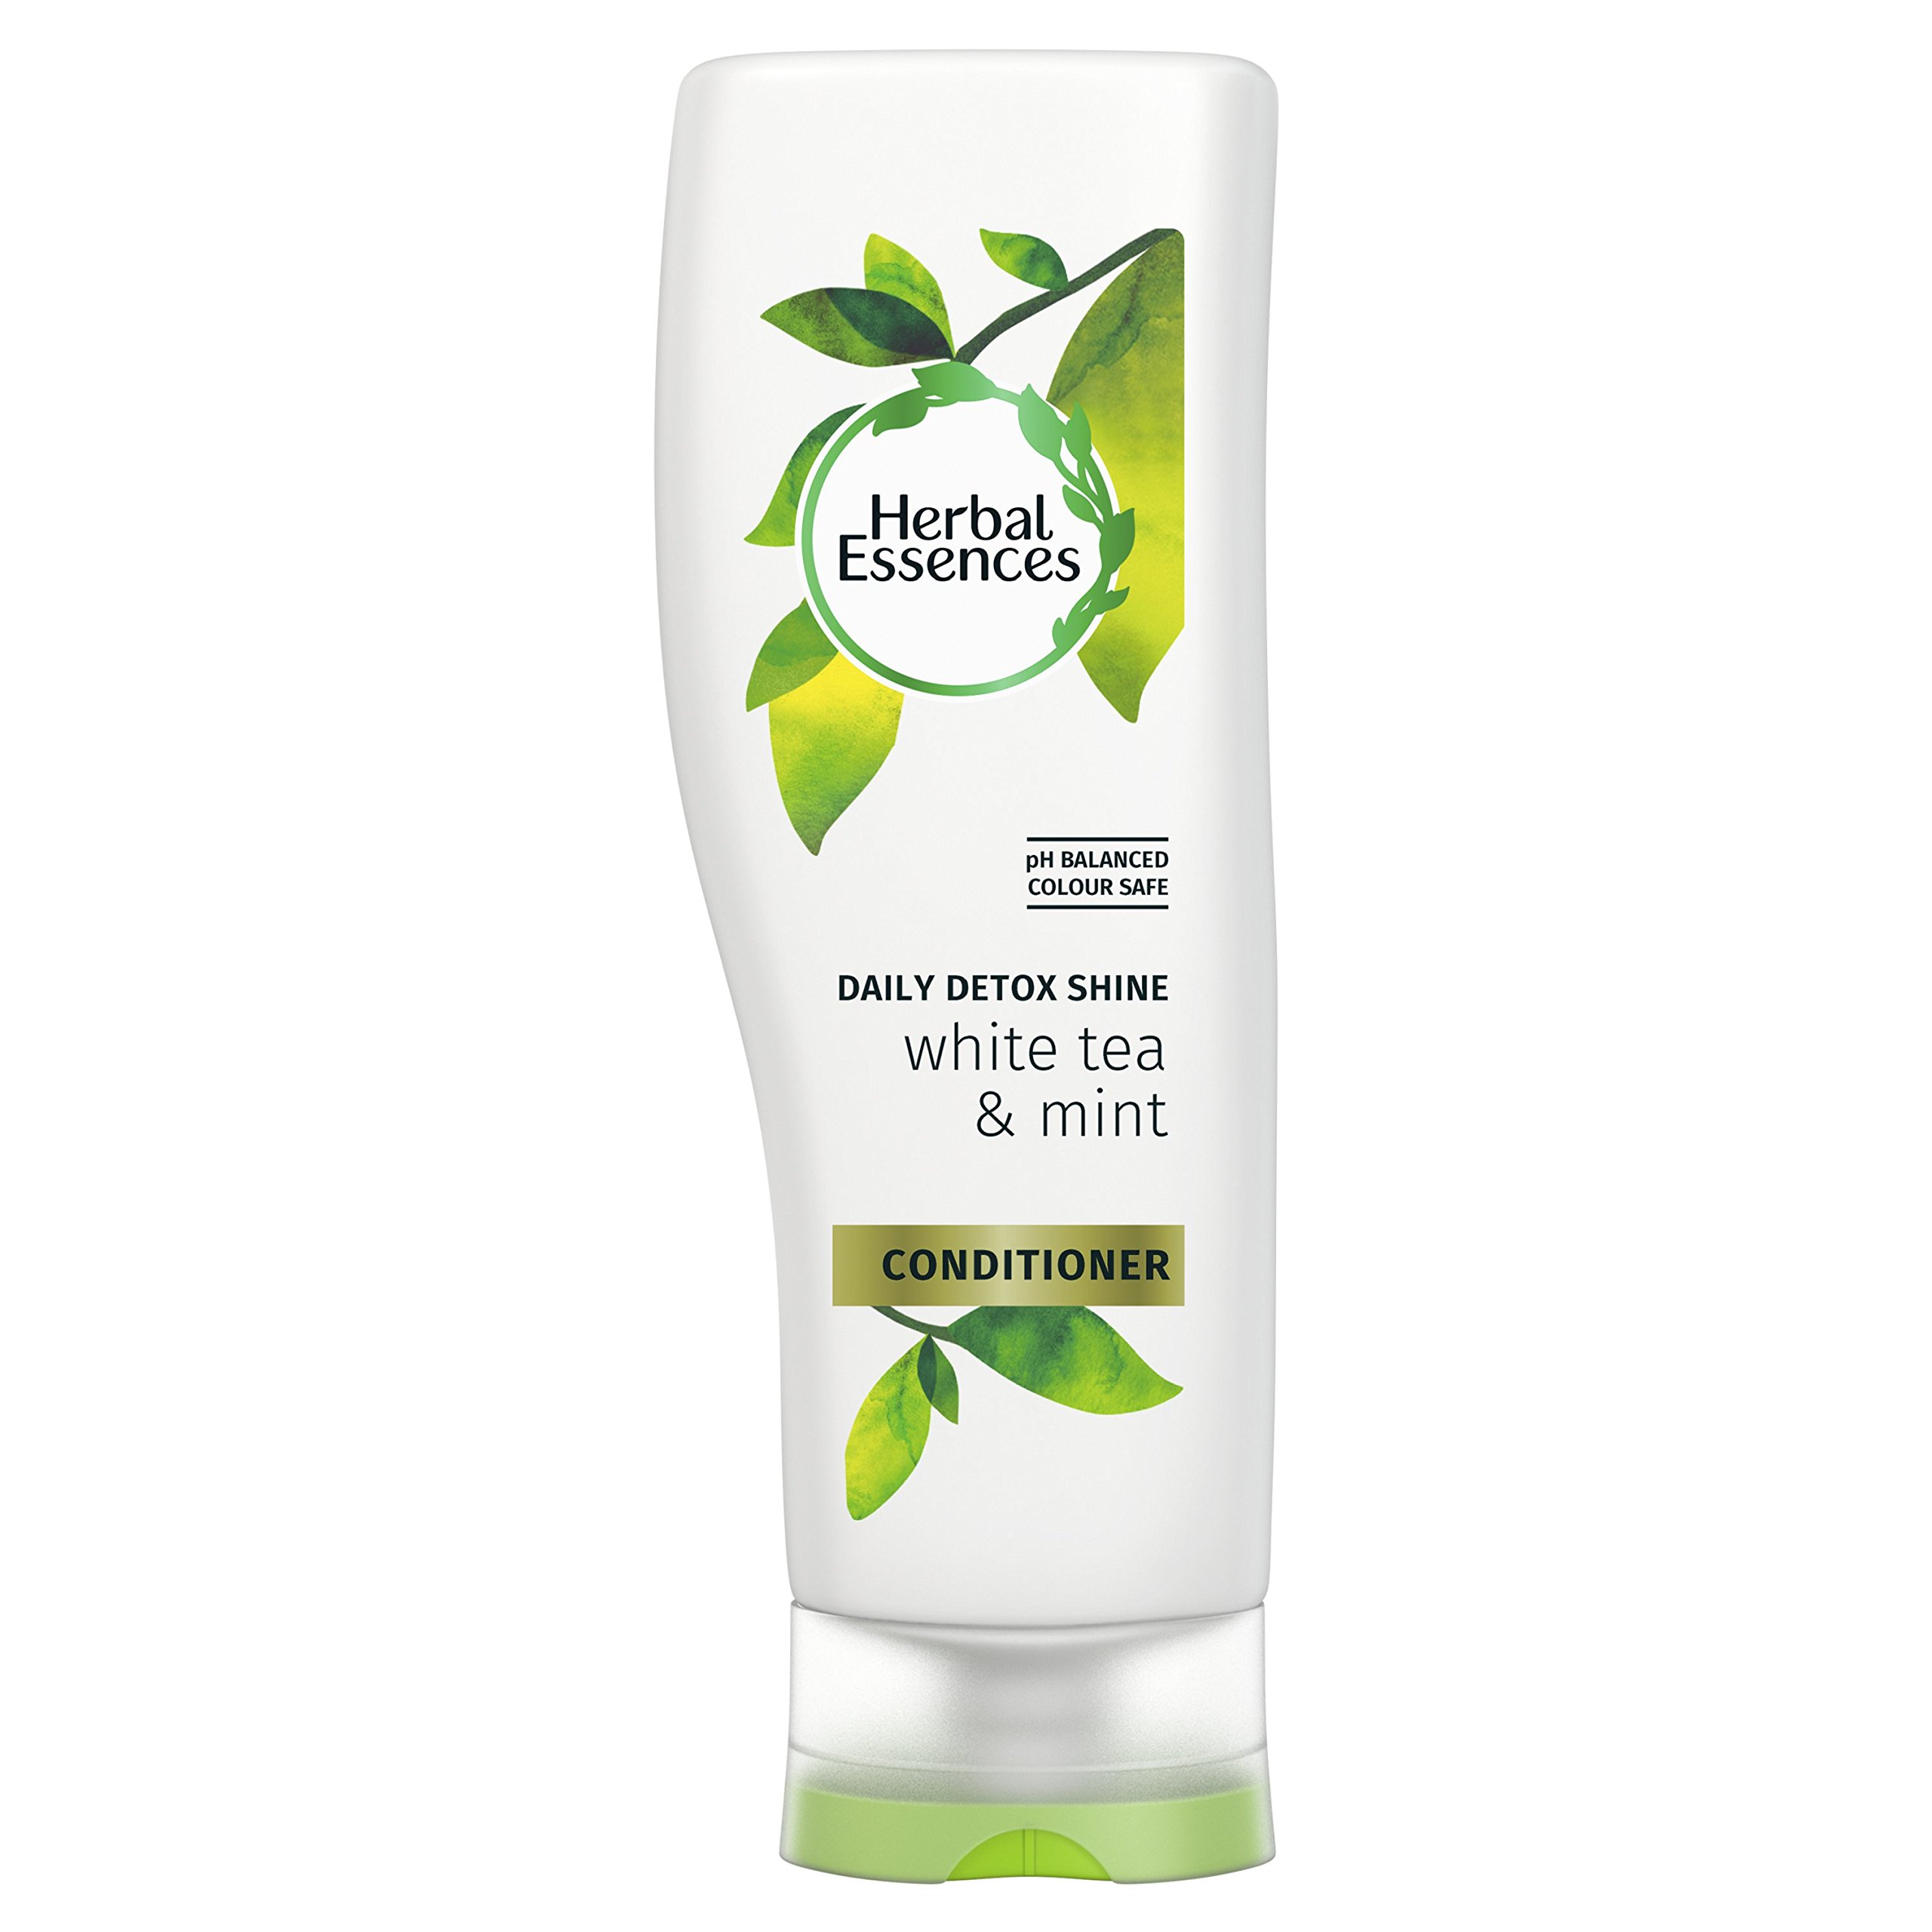 Herbal
Essences
pH BALANCED
COLOUR SAFE
DAILY DETOX SHINE
white tea
& mint
CONDITIONER